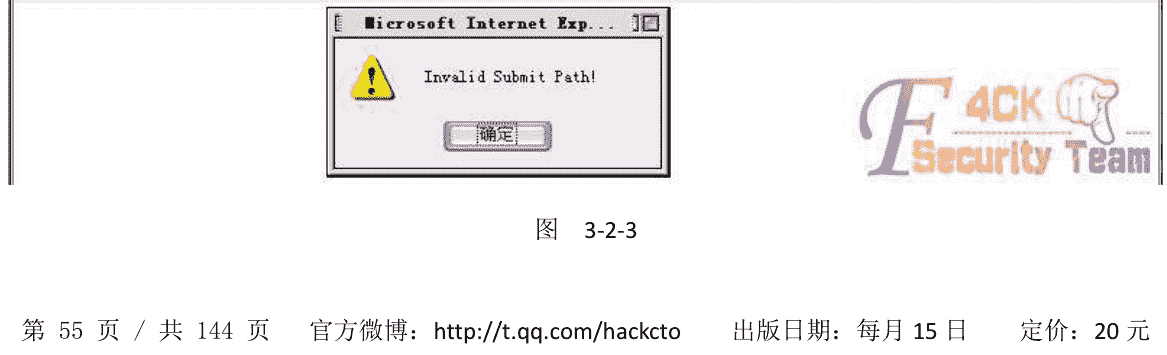 Microsoft Internet Exp...
Invalid Submit Path!
确定
F4CK
Security Team
图 3-2-3
第 55 页 / 共 144 页 官方微博：http://t.qq.com/hackcto 出版日期：每月 15 日 定价：20 元